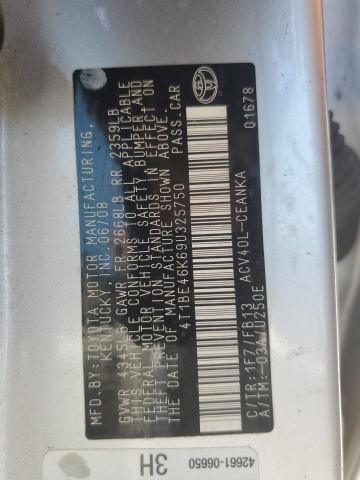 MFD.BY:TOYOTA MOTOR MANUFACTURING,
KENTUCKY, INC. 06/08
GVWR 4345LB GAWR FR 2668LB RR 2359LB
THIS VEHICLE CONFORMS TO ALL APPLICABLE
FEDERAL MOTOR VEHICLE SAFETY, BUMPER, AND
THEFT PREVENTION STANDARDS IN EFFECT ON
THE DATE OF MANUFACTURE SHOWN ABOVE.
4T1BE46K69U325750 PASS.CAR
ACV40L-CEANKA 01678
C/TR:1F7/FB13
A/TM:-03A/U250E
42661-06650
3H